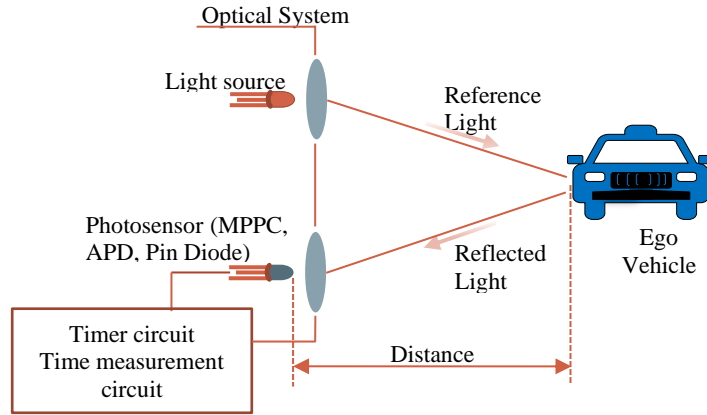 Optical System
Light source
Reference
Light
Photosensor (MPPC,
APD, Pin Diode)
Reflected
Light
Ego
Vehicle
Timer circuit
Time measurement
circuit
Distance